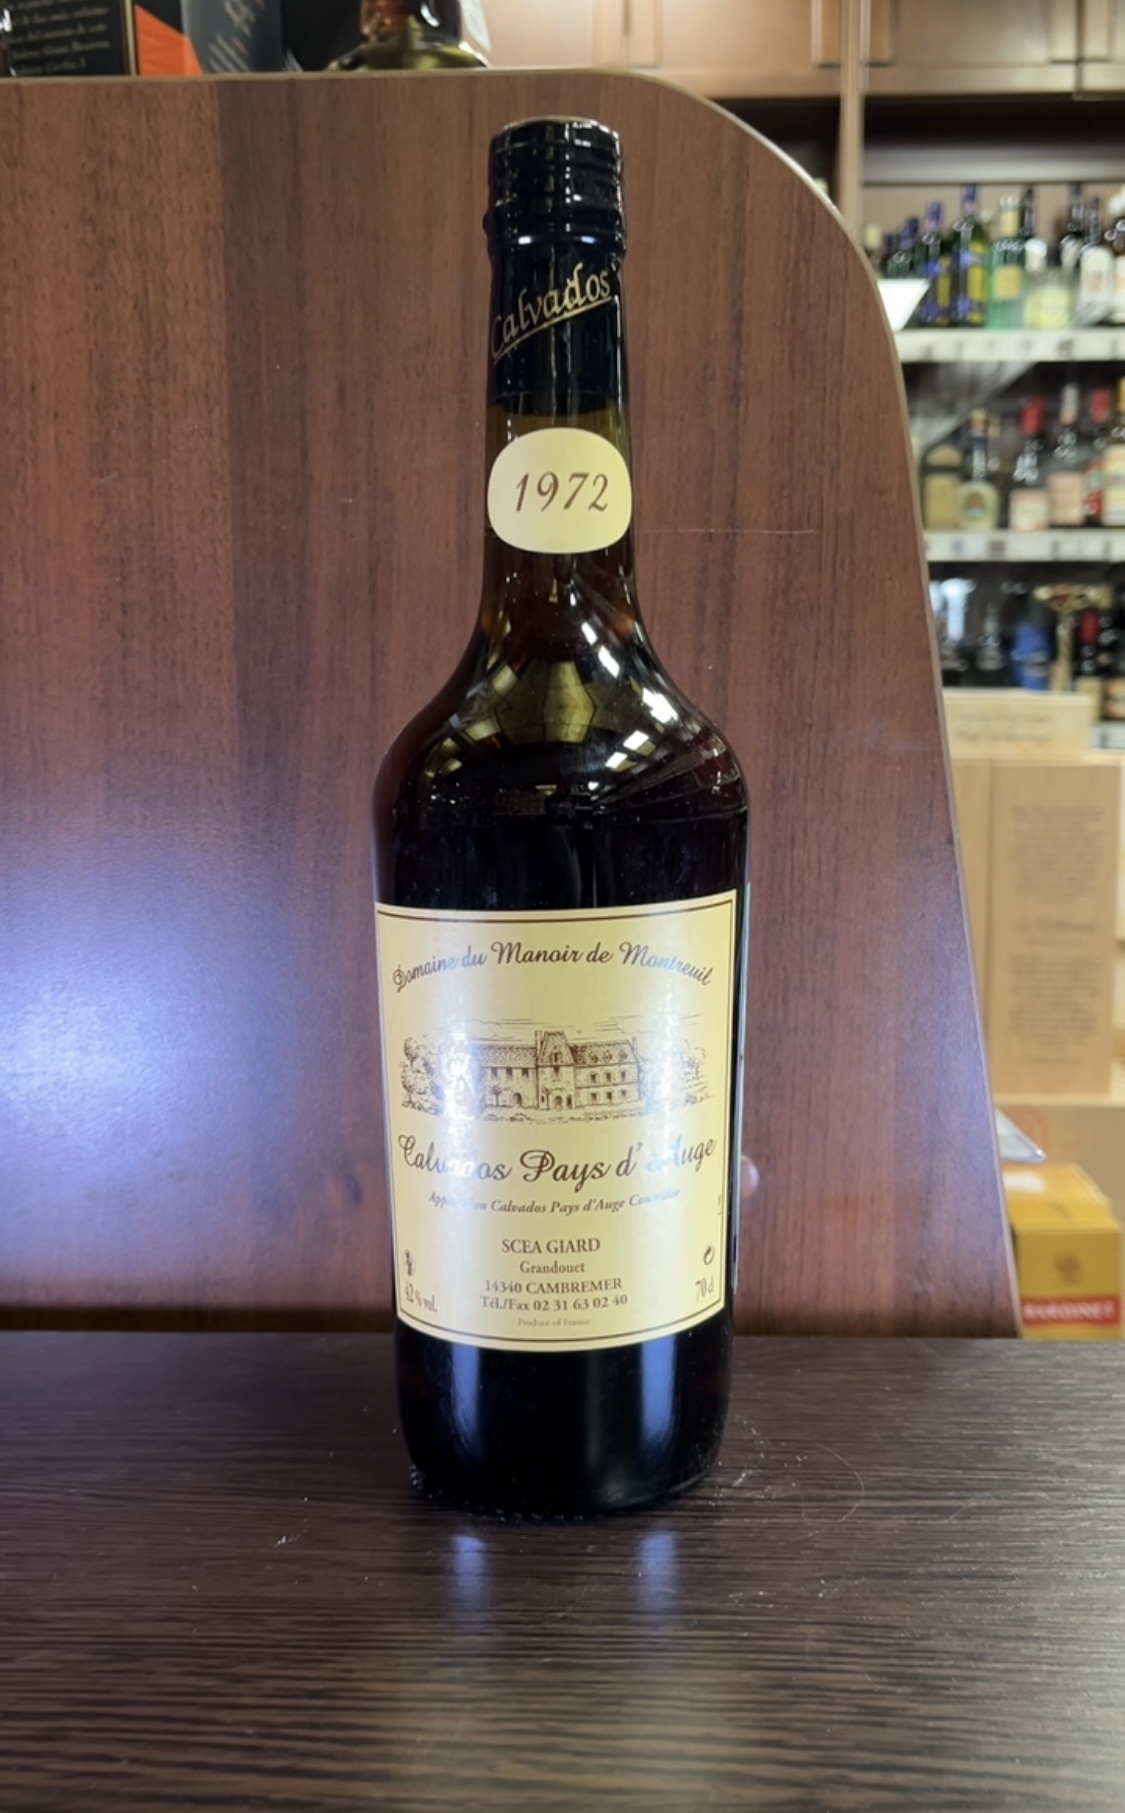 Calvados
1972
Domaine du Manoir de Montreuil
Calvados Pays d'Auge
Appellation Calvados Pays d'Auge Contrôlée
SCEA GIARD
Grandouet
14340 CAMBREMER
Tél./Fax 02 31 63 02 40
42 % vol.
70 cl
Produce of France